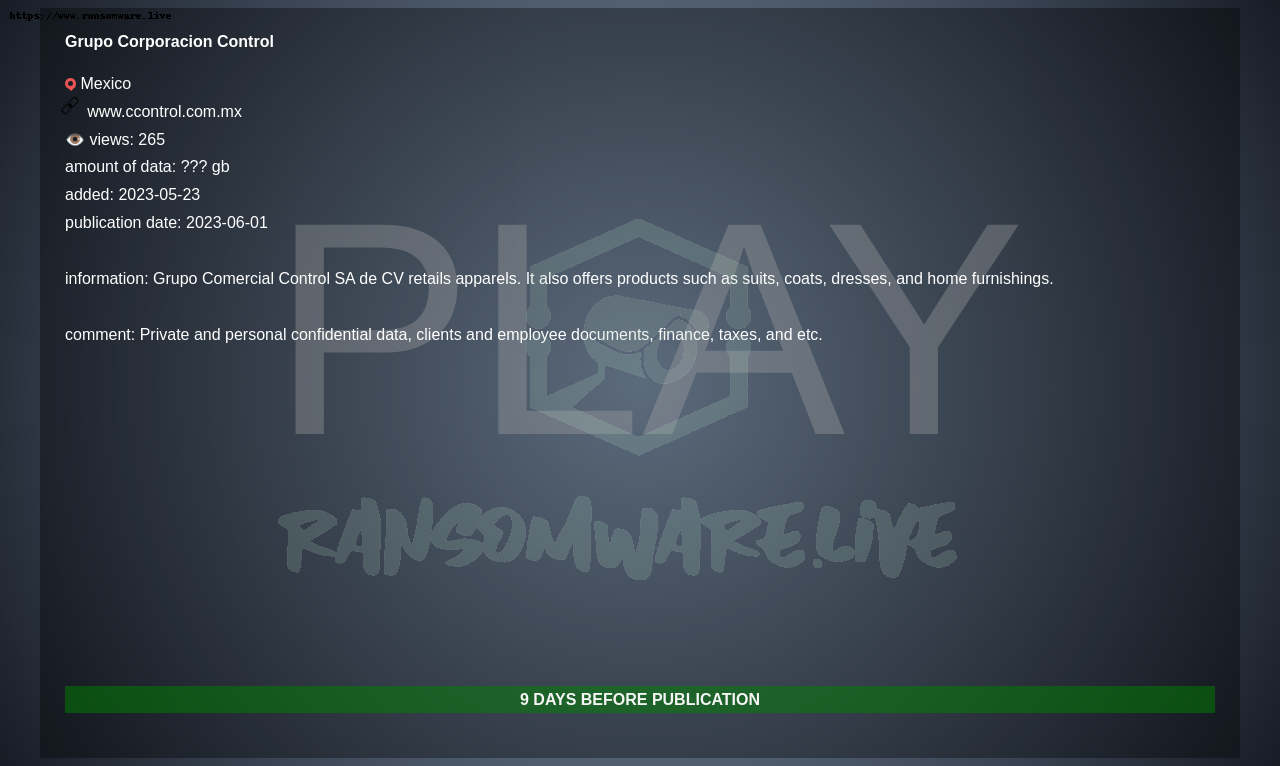 https://www.ransomware.live
Grupo Corporacion Control
Mexico
www.ccontrol.com.mx
views: 265
amount of data: ??? gb
added: 2023-05-23
publication date: 2023-06-01
information: Grupo Comercial Control SA de CV retails apparels. It also offers products such as suits, coats, dresses, and home furnishings.
comment: Private and personal confidential data, clients and employee documents, finance, taxes, and etc.
PLAY
RANSOMWARE.LIVE
9 DAYS BEFORE PUBLICATION